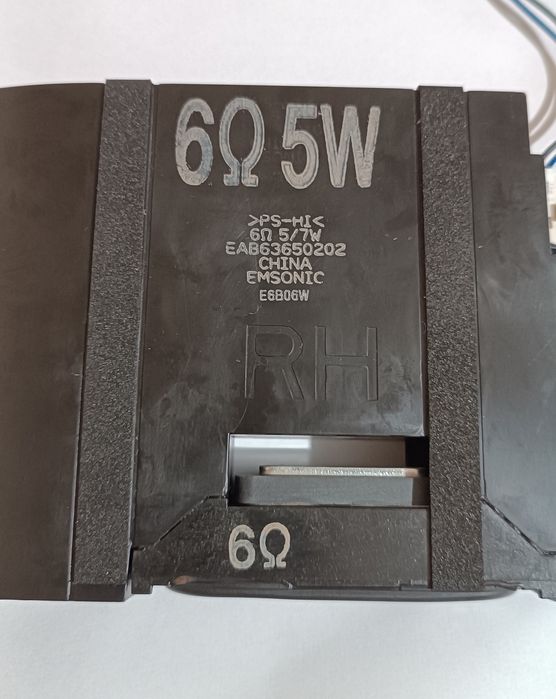 6Ω 5W
>PS-HI<
6Ω 5/7W
EAB63650202
CHINA
EMSONIC
E6B06W
RH
6Ω